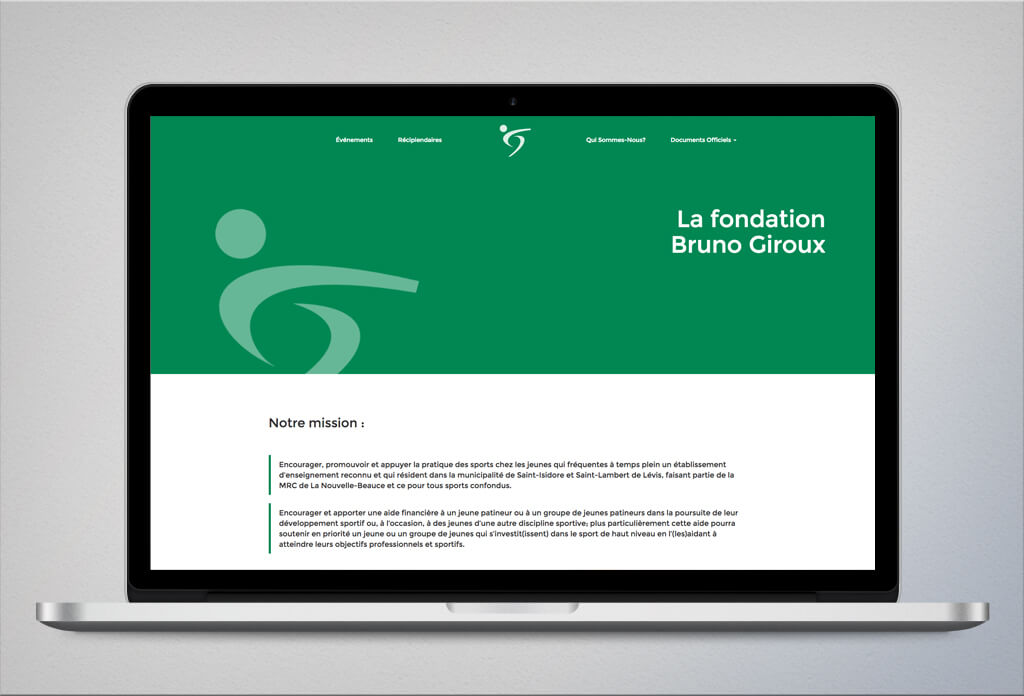 Événements Récipiendaires Qui Sommes-Nous? Documents Officiels
La fondation
Bruno Giroux
Notre mission :
Encourager, promouvoir et appuyer la pratique des sports chez les jeunes qui fréquentes à temps plein un établissement
d'enseignement reconnu et qui résident dans la municipalité de Saint-Isidore et Saint-Lambert de Lévis, faisant partie de la
MRC de La Nouvelle-Beauce et ce pour tous sports confondus.
Encourager et apporter une aide financière à un jeune patineur ou à un groupe de jeunes patineurs dans la poursuite de leur
développement sportif ou, à l'occasion, à des jeunes d'une autre discipline sportive; plus particulièrement cette aide pourra
soutenir en priorité un jeune ou un groupe de jeunes qui s'investit(issent) dans le sport de haut niveau en l'(les)aidant à
atteindre leurs objectifs professionnels et sportifs.